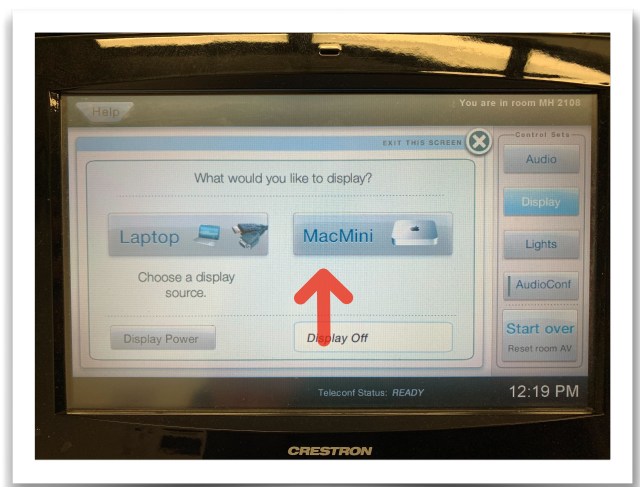 Help
You are in room MH 2108
EXIT THIS SCREEN
Control Sets
What would you like to display?
Audio
Display
Laptop
MacMini
Lights
Choose a display
source.
AudioConf
Display Power
Display Off
Start over
Reset room AV
Teleconf Status: READY
12:19 PM
CRESTRON